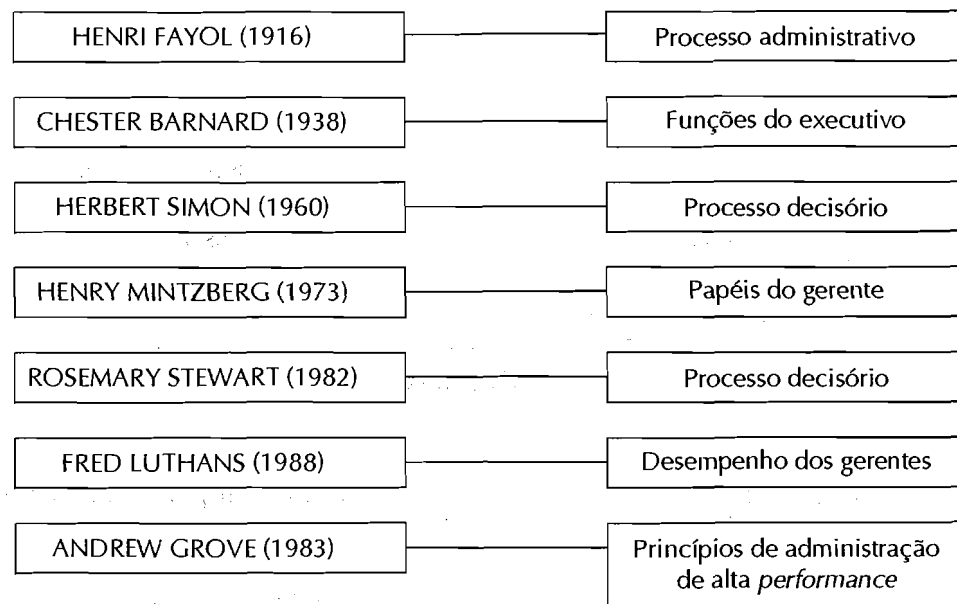 HENRI FAYOL (1916)
Processo administrativo
CHESTER BARNARD (1938)
Funções do executivo
HERBERT SIMON (1960)
Processo decisório
HENRY MINTZBERG (1973)
Papéis do gerente
ROSEMARY STEWART (1982)
Processo decisório
FRED LUTHANS (1988)
Desempenho dos gerentes
ANDREW GROVE (1983)
Princípios de administração
de alta performance